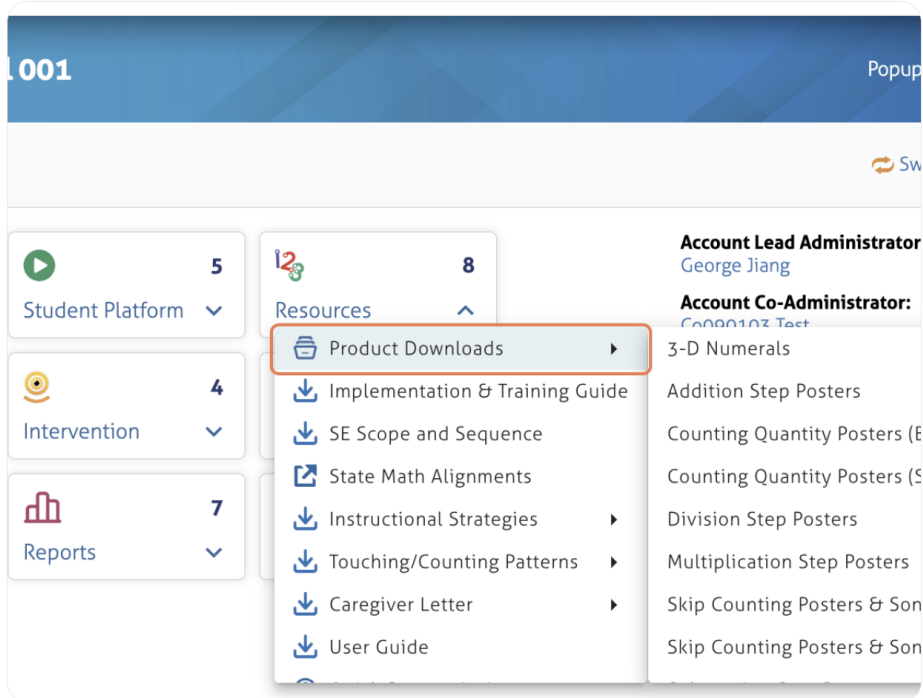 001
Popup
Sw
5
Student Platform
8
Resources
Account Lead Administrator
George Jiang
Account Co-Administrator:
Co090103 Test
4
Intervention
7
Reports
Product Downloads
Implementation & Training Guide
SE Scope and Sequence
State Math Alignments
Instructional Strategies
Touching/Counting Patterns
Caregiver Letter
User Guide
3-D Numerals
Addition Step Posters
Counting Quantity Posters (
Counting Quantity Posters (
Division Step Posters
Multiplication Step Posters
Skip Counting Posters & Son
Skip Counting Posters & Son